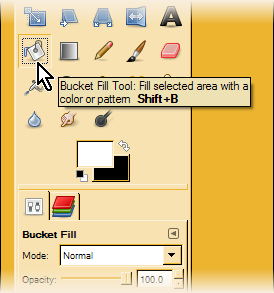 Bucket Fill Tool: Fill selected area with a
color or pattern  Shift+B
Bucket Fill
Mode: Normal
Opacity: 100.0